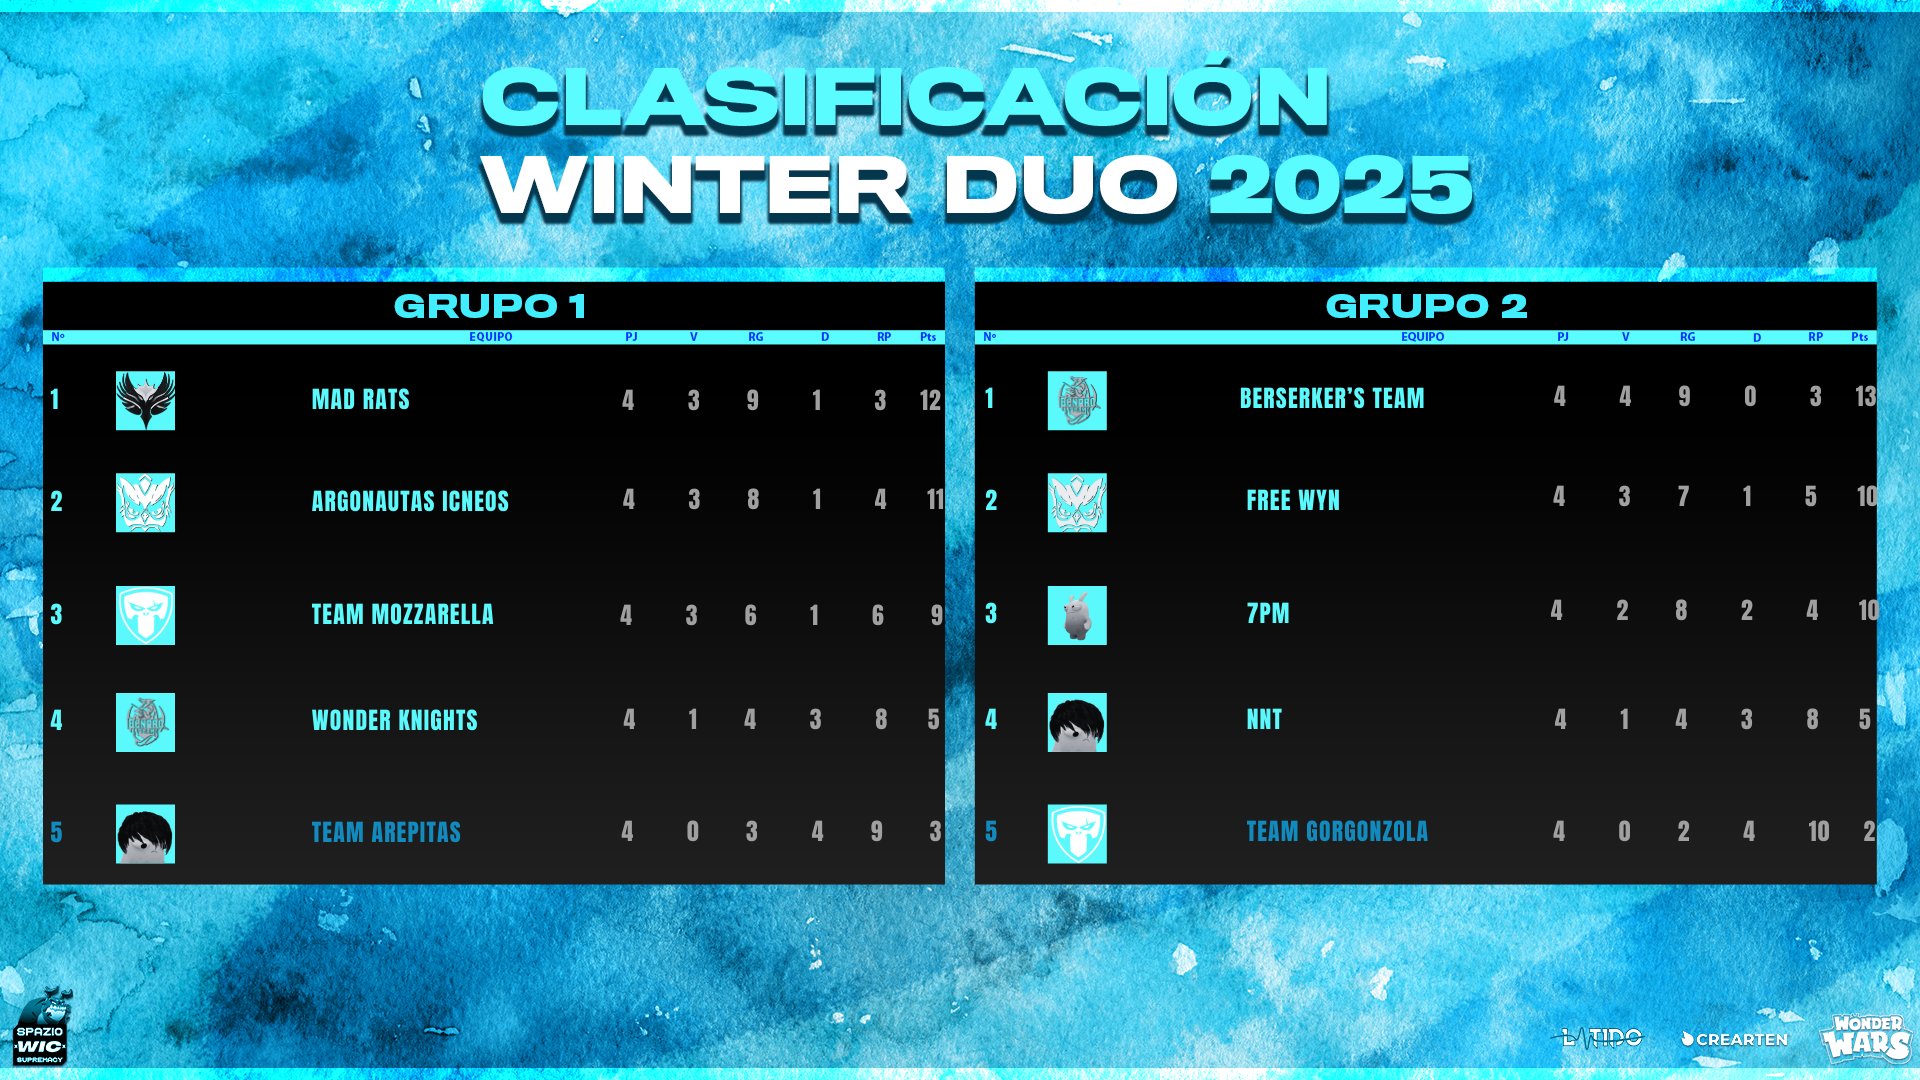 CLASIFICACIÓN
WINTER DUO 2025
GRUPO 1
Nº EQUIPO PJ V RG D RP Pts
1 MAD RATS 4 3 9 1 3 12
2 ARGONAUTAS ICNEOS 4 3 8 1 4 11
3 TEAM MOZZARELLA 4 3 6 1 6 9
4 WONDER KNIGHTS 4 1 4 3 8 5
5 TEAM AREPITAS 4 0 3 4 9 3
GRUPO 2
Nº EQUIPO PJ V RG D RP Pts
1 BERSERKER’S TEAM 4 4 9 0 3 13
2 FREE WYN 4 3 7 1 5 10
3 7PM 4 2 8 2 4 10
4 NNT 4 1 4 3 8 5
5 TEAM GORGONZOLA 4 0 2 4 10 2
SPAZIO
WIC
SUPREMACY
LATIDO
CREARTEN
WONDER
WARS